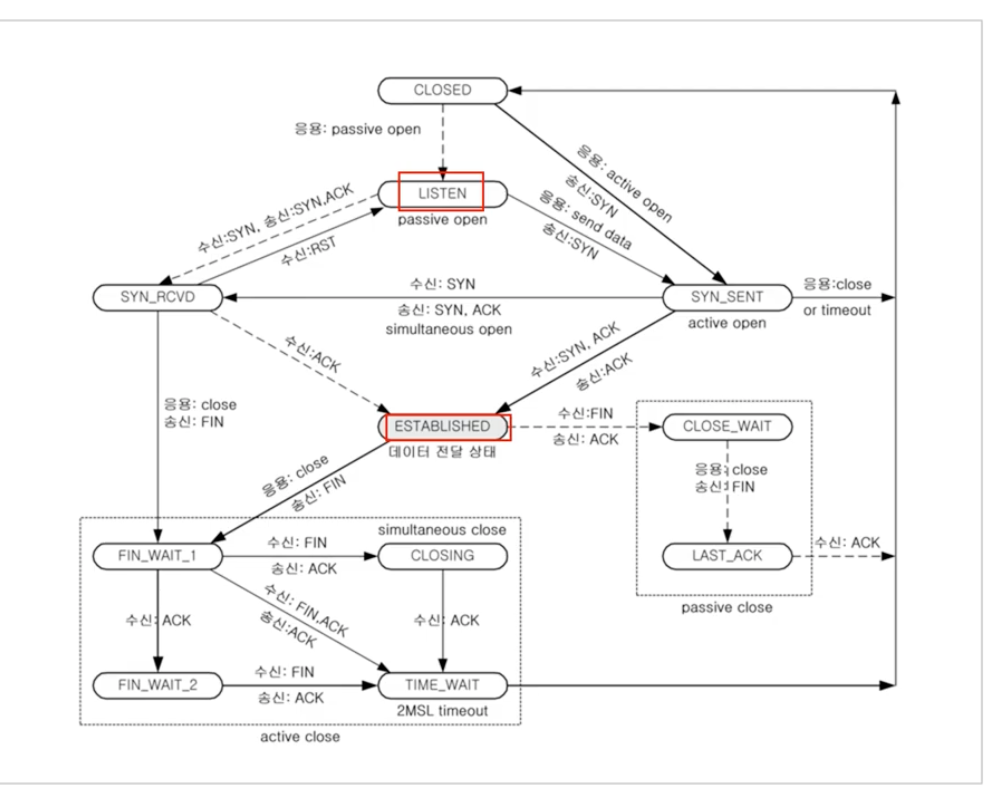 CLOSED
응용: passive open
응용: active open
송신:SYN
LISTEN
passive open
수신:SYN, 송신:SYN,ACK
수신:RST
응용: send data
송신:SYN
SYN_RCVD
수신: SYN
송신: SYN, ACK
simultaneous open
SYN_SENT
active open
응용:close
or timeout
수신:ACK
수신:SYN, ACK
송신:ACK
응용: close
송신: FIN
ESTABLISHED
데이터 전달 상태
수신:FIN
송신: ACK
CLOSE_WAIT
응용: close
송신: FIN
LAST_ACK
수신: ACK
passive close
응용: close
송신: FIN
simultaneous close
FIN_WAIT_1
수신: FIN
송신: ACK
CLOSING
수신: ACK
수신: FIN,ACK
송신:ACK
수신: ACK
FIN_WAIT_2
수신: FIN
송신: ACK
TIME_WAIT
2MSL timeout
active close